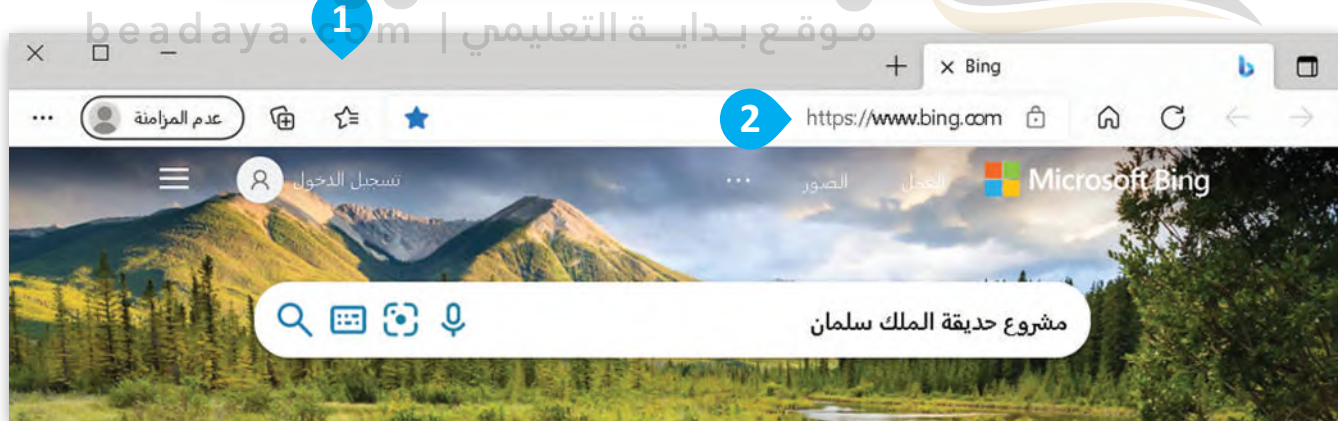 1
موقع بداية التعليمي | beadaya.com
Bing
عدم المزامنة
https://www.bing.com
2
Microsoft Bing
العمل
الصور
تسجيل الدخول
مشروع حديقة الملك سلمان